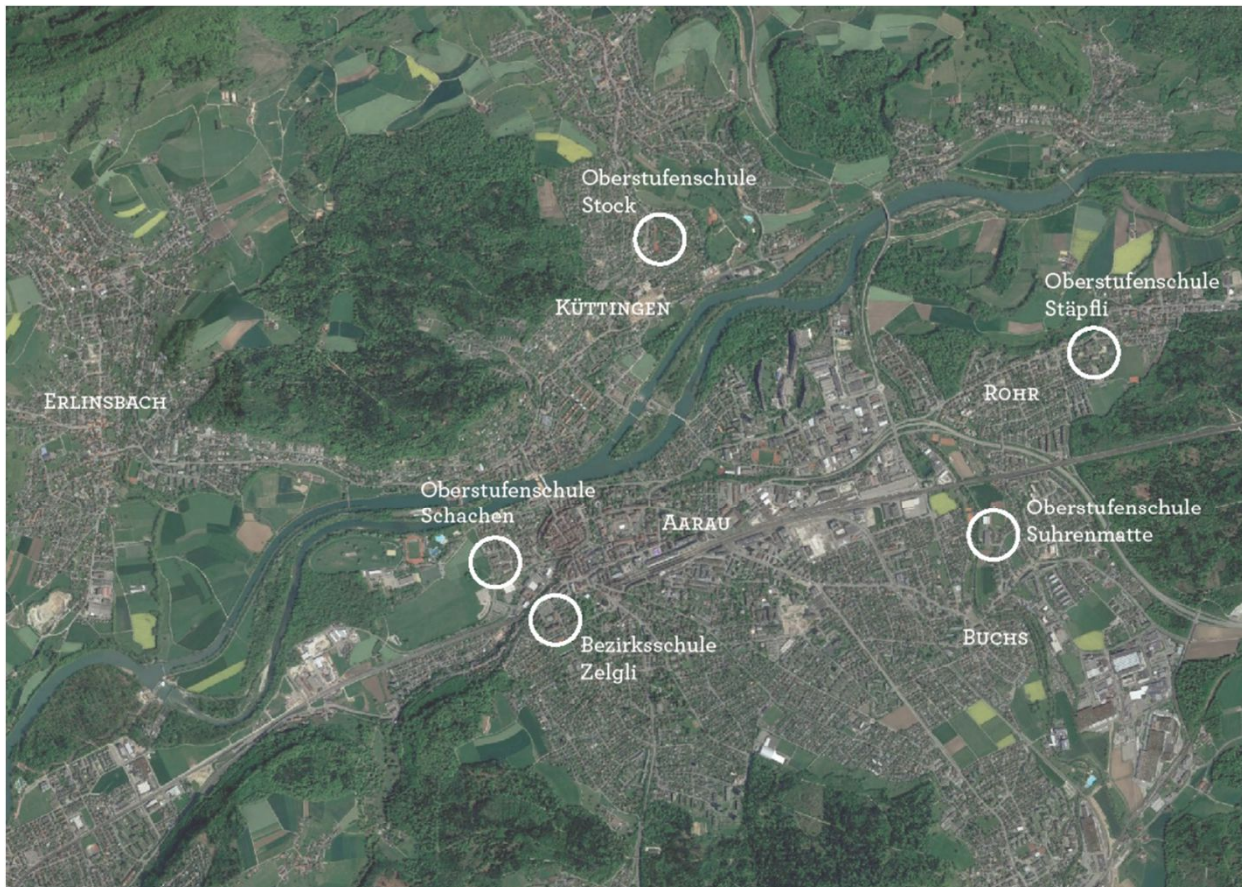 Oberstufenschule
Stock
Küttingen
Oberstufenschule
Stäpfli
Erlinsbach
Rohr
Oberstufenschule
Schachen
Aarau
Oberstufenschule
Suhrenmatte
Bezirksschule
Zelgli
Buchs